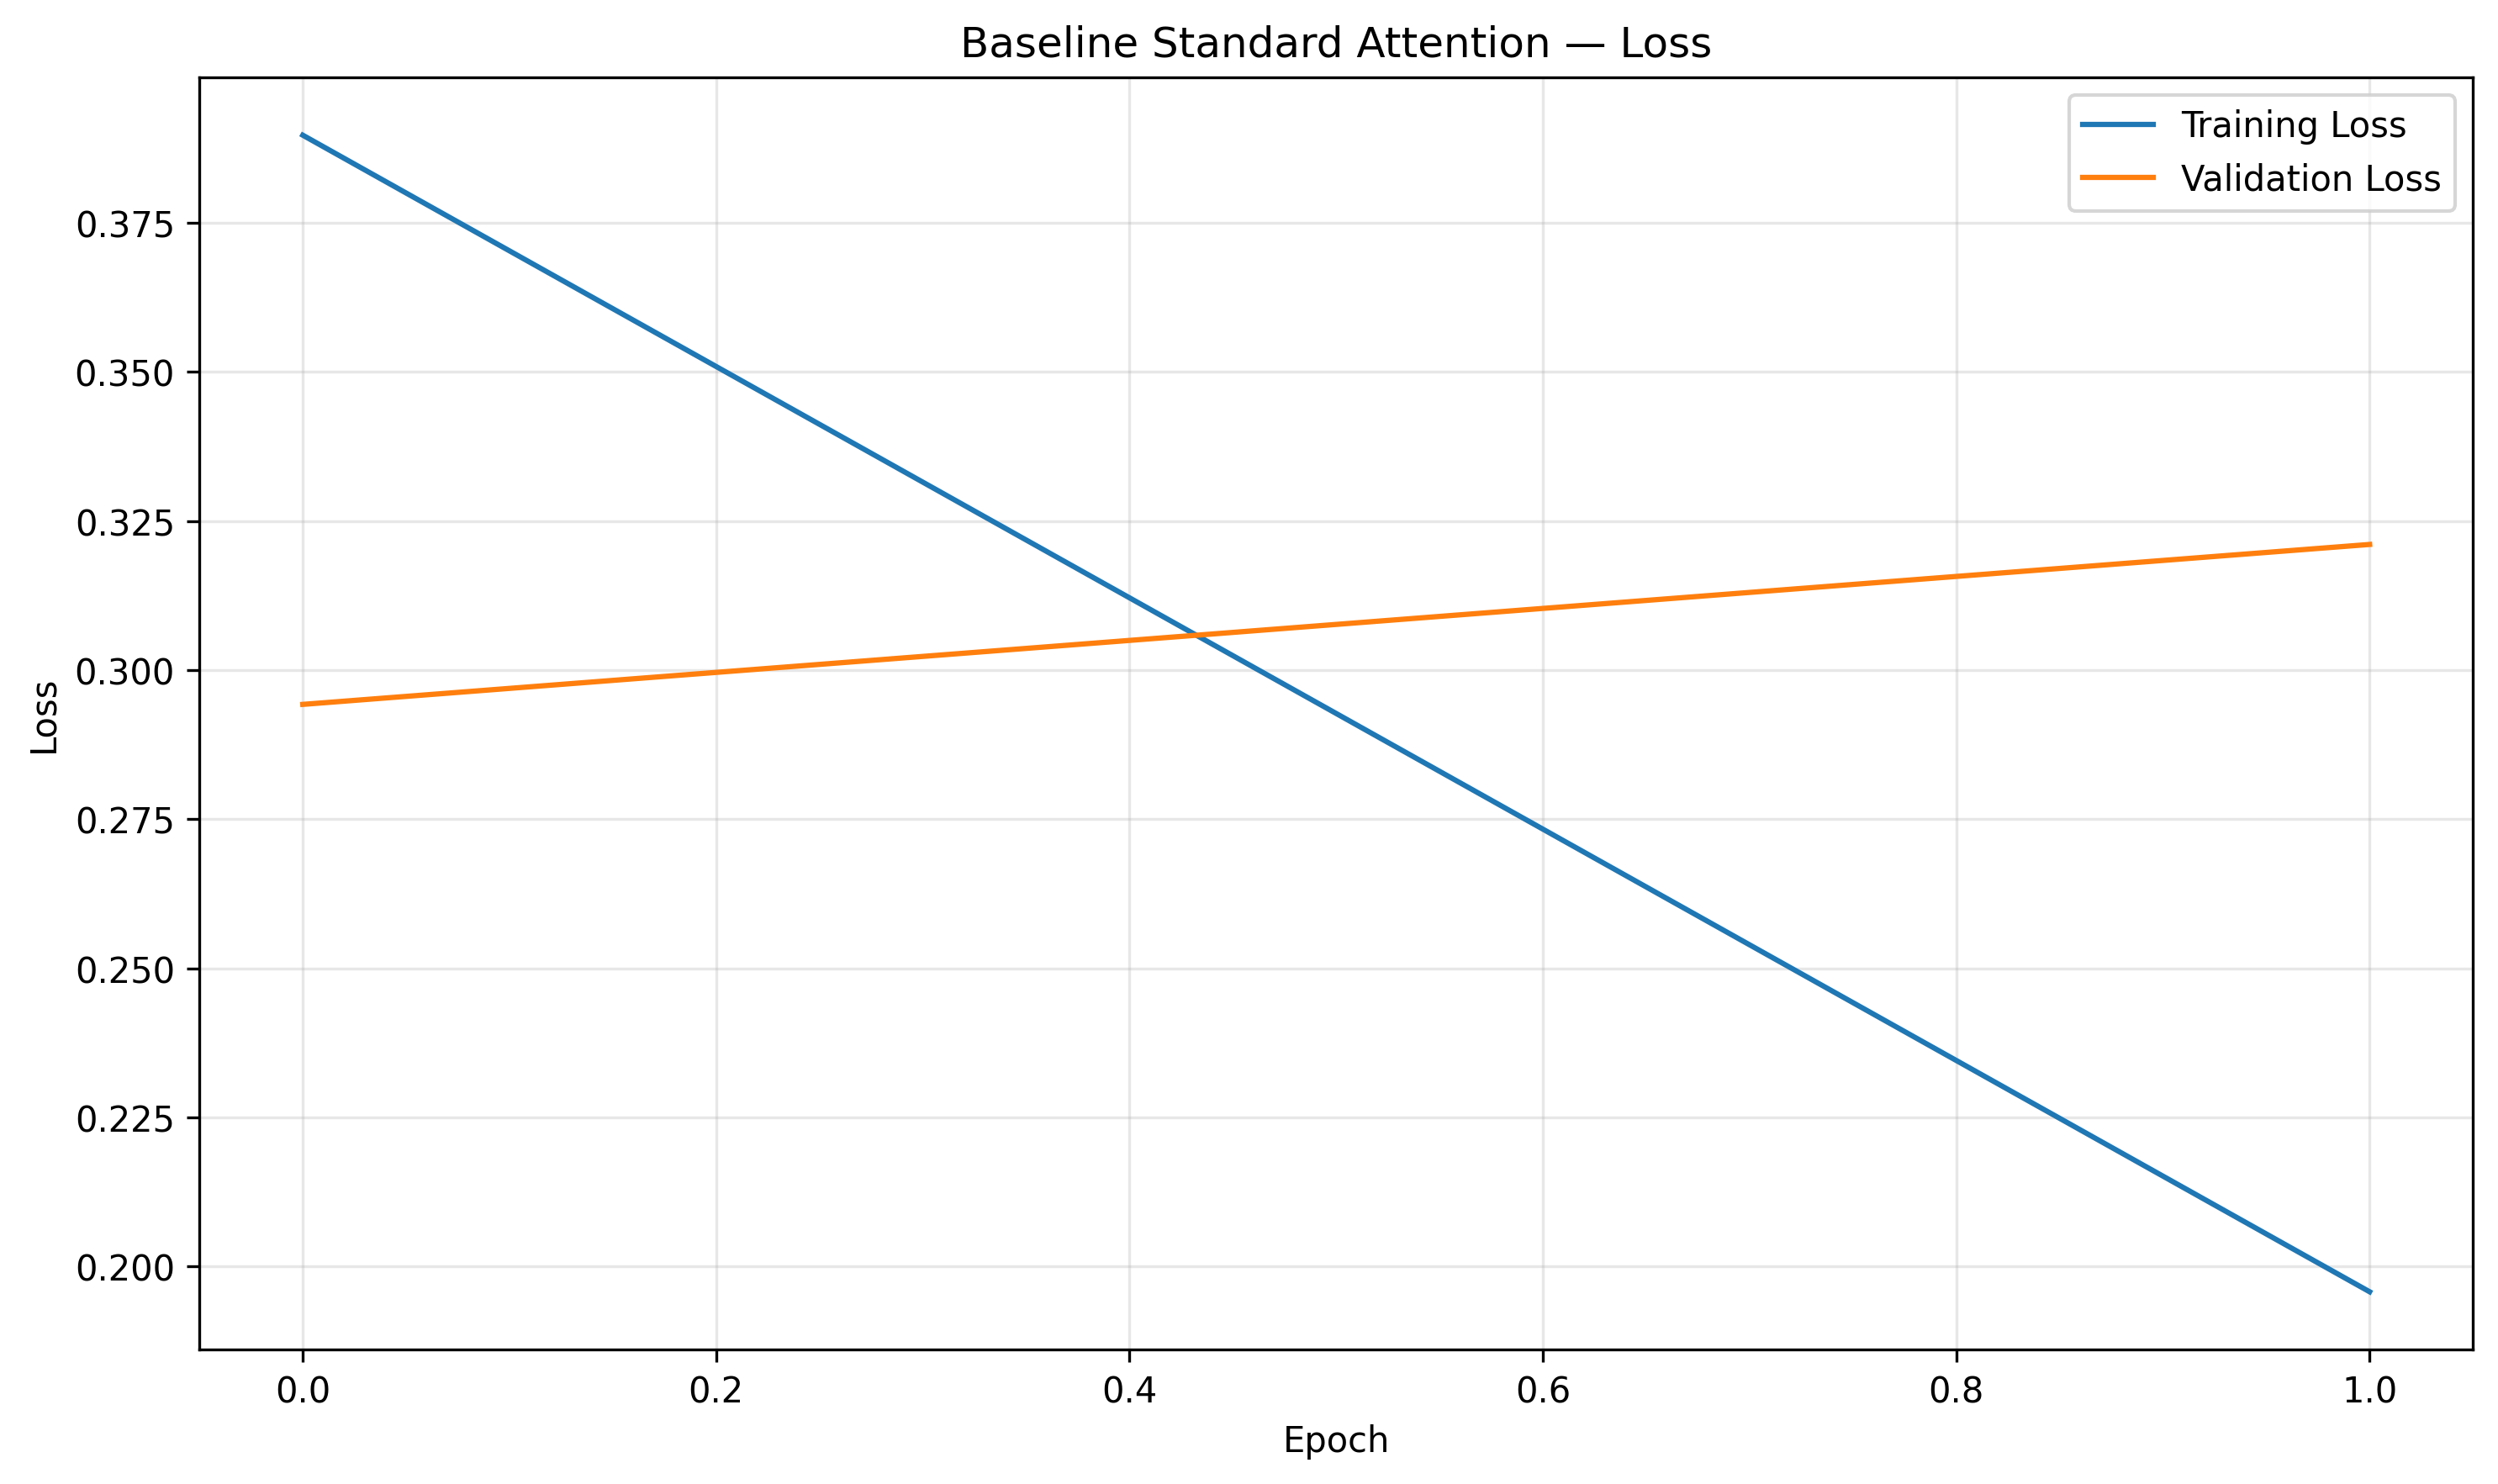 Baseline Standard Attention — Loss
Training Loss
Validation Loss
0.375
0.350
0.325
0.300
0.275
0.250
0.225
0.200
Loss
0.0 0.2 0.4 0.6 0.8 1.0
Epoch